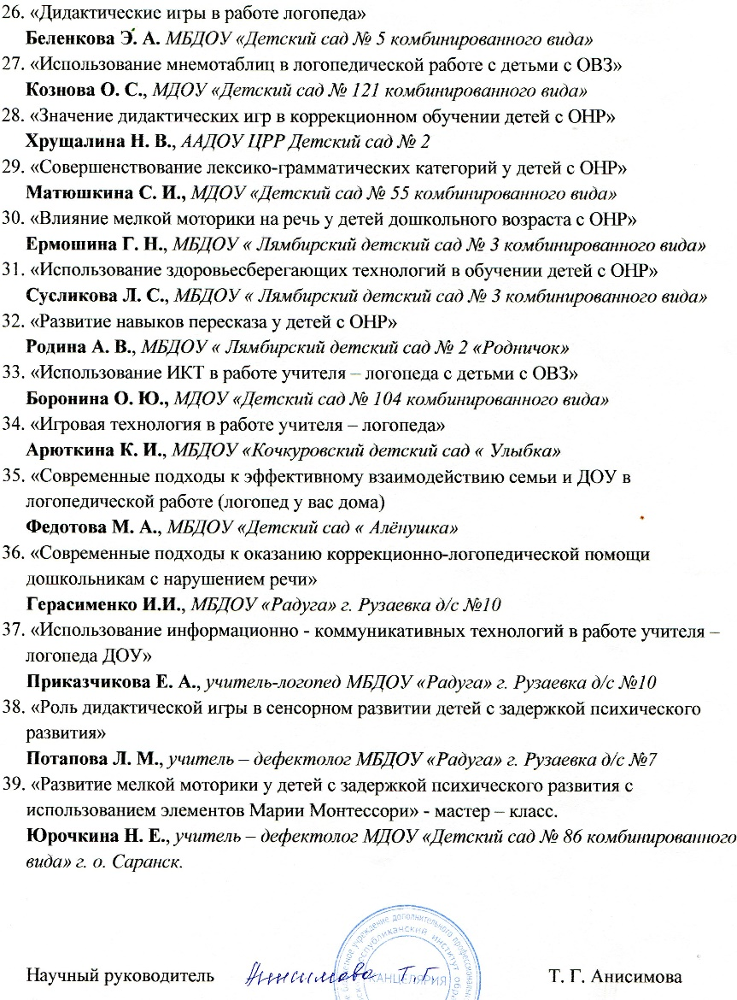 26. «Дидактические игры в работе логопеда»
Беленкова Э. А. МБДОУ «Детский сад № 5 комбинированного вида»
27. «Использование мнемотаблиц в логопедической работе с детьми с ОВЗ»
Кознова О. С., МДОУ «Детский сад № 121 комбинированного вида»
28. «Значение дидактических игр в коррекционном обучении детей с ОНР»
Хрущалина Н. В., ААДОУ ЦРР Детский сад № 2
29. «Совершенствование лексико-грамматических категорий у детей с ОНР»
Матюшкина С. И., МДОУ «Детский сад № 55 комбинированного вида»
30. «Влияние мелкой моторики на речь у детей дошкольного возраста с ОНР»
Ермошина Г. Н., МБДОУ « Лямбирский детский сад № 3 комбинированного вида»
31. «Использование здоровьесберегающих технологий в обучении детей с ОНР»
Сусликова Л. С., МБДОУ « Лямбирский детский сад № 3 комбинированного вида»
32. «Развитие навыков пересказа у детей с ОНР»
Родина А. В., МБДОУ « Лямбирский детский сад № 2 «Родничок»
33. «Использование ИКТ в работе учителя – логопеда с детьми с ОВЗ»
Боронина О. Ю., МДОУ «Детский сад № 104 комбинированного вида»
34. «Игровая технология в работе учителя – логопеда»
Арюткина К. И., МБДОУ «Кочкуровский детский сад « Улыбка»
35. «Современные подходы к эффективному взаимодействию семьи и ДОУ в
логопедической работе (логопед у вас дома)
Федотова М. А., МБДОУ «Детский сад « Алёнушка»
36. «Современные подходы к оказанию коррекционно-логопедической помощи
дошкольникам с нарушением речи»
Герасименко И.И., МБДОУ «Радуга» г. Рузаевка д/с №10
37. «Использование информационно - коммуникативных технологий в работе учителя –
логопеда ДОУ»
Приказчикова Е. А., учитель-логопед МБДОУ «Радуга» г. Рузаевка д/с №10
38. «Роль дидактической игры в сенсорном развитии детей с задержкой психического
развития»
Потапова Л. М., учитель – дефектолог МБДОУ «Радуга» г. Рузаевка д/с №7
39. «Развитие мелкой моторики у детей с задержкой психического развития с
использованием элементов Марии Монтессори» - мастер – класс.
Юрочкина Н. Е., учитель – дефектолог МДОУ «Детский сад № 86 комбинированного
вида» г. о. Саранск.
учреждение дополнительного
республиканский институт
КАНЦЕЛЯРИЯ
Научный руководитель Анисимова Т. Г. Т. Г. Анисимова